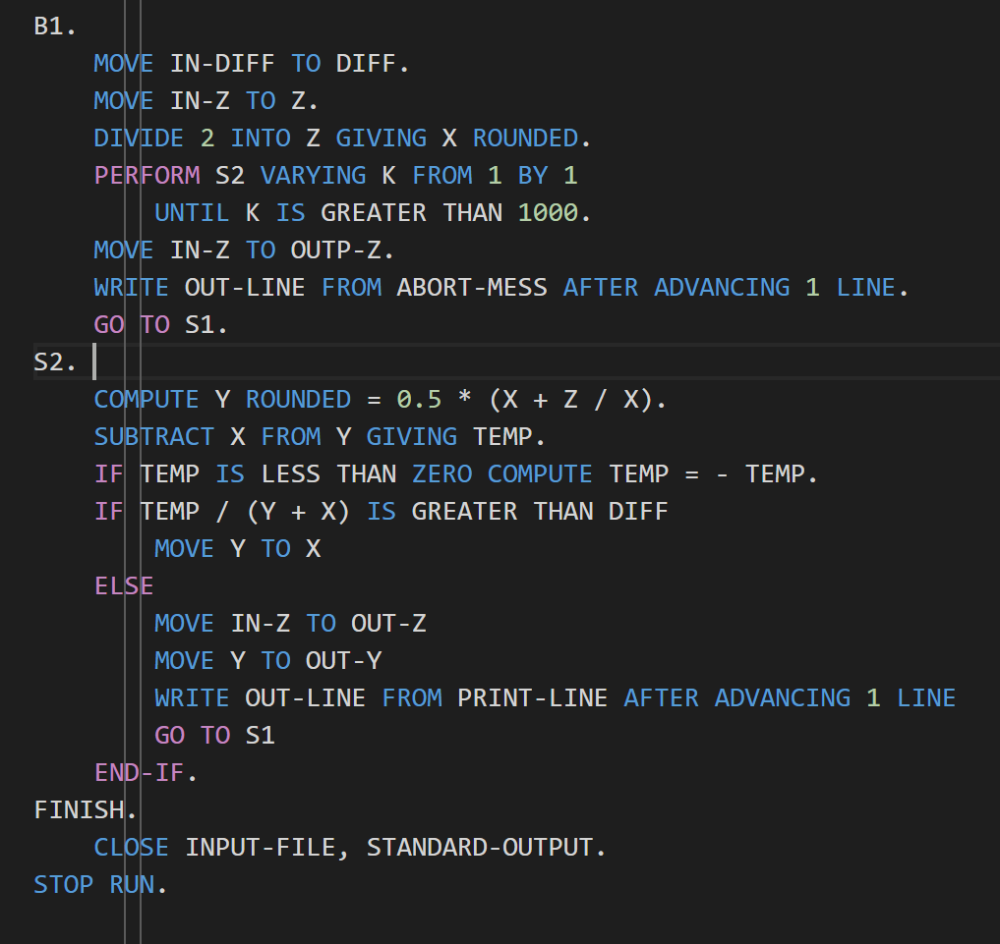 B1.
MOVE IN-DIFF TO DIFF.
MOVE IN-Z TO Z.
DIVIDE 2 INTO Z GIVING X ROUNDED.
PERFORM S2 VARYING K FROM 1 BY 1
UNTIL K IS GREATER THAN 1000.
MOVE IN-Z TO OUTP-Z.
WRITE OUT-LINE FROM ABORT-MESS AFTER ADVANCING 1 LINE.
GO TO S1.
S2.
COMPUTE Y ROUNDED = 0.5 * (X + Z / X).
SUBTRACT X FROM Y GIVING TEMP.
IF TEMP IS LESS THAN ZERO COMPUTE TEMP = - TEMP.
IF TEMP / (Y + X) IS GREATER THAN DIFF
MOVE Y TO X
ELSE
MOVE IN-Z TO OUT-Z
MOVE Y TO OUT-Y
WRITE OUT-LINE FROM PRINT-LINE AFTER ADVANCING 1 LINE
GO TO S1
END-IF.
FINISH.
CLOSE INPUT-FILE, STANDARD-OUTPUT.
STOP RUN.